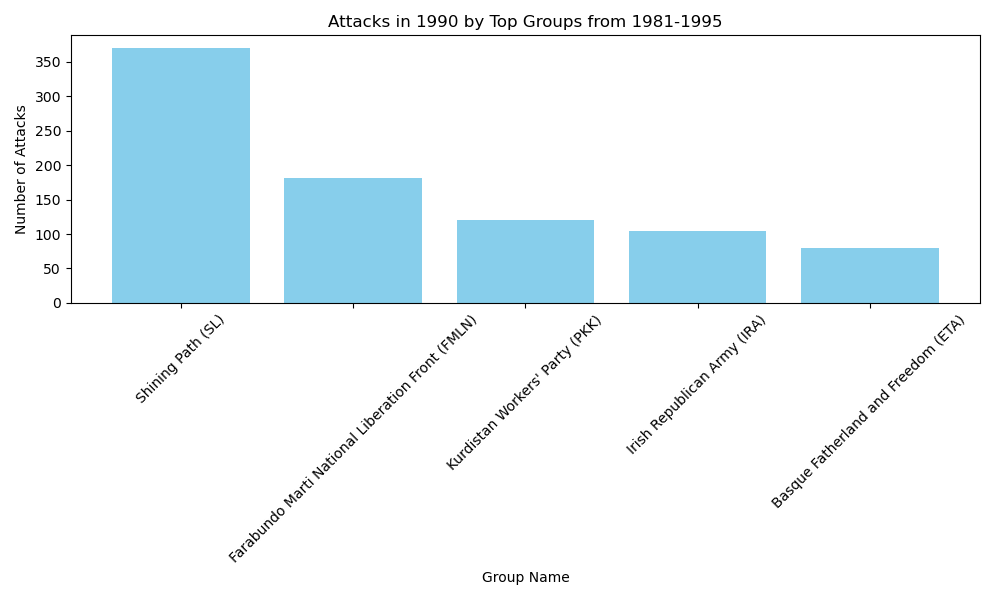 Attacks in 1990 by Top Groups from 1981-1995
Number of Attacks
350
300
250
200
150
100
50
0
Shining Path (SL)
Farabundo Marti National Liberation Front (FMLN)
Kurdistan Workers' Party (PKK)
Irish Republican Army (IRA)
Basque Fatherland and Freedom (ETA)
Group Name